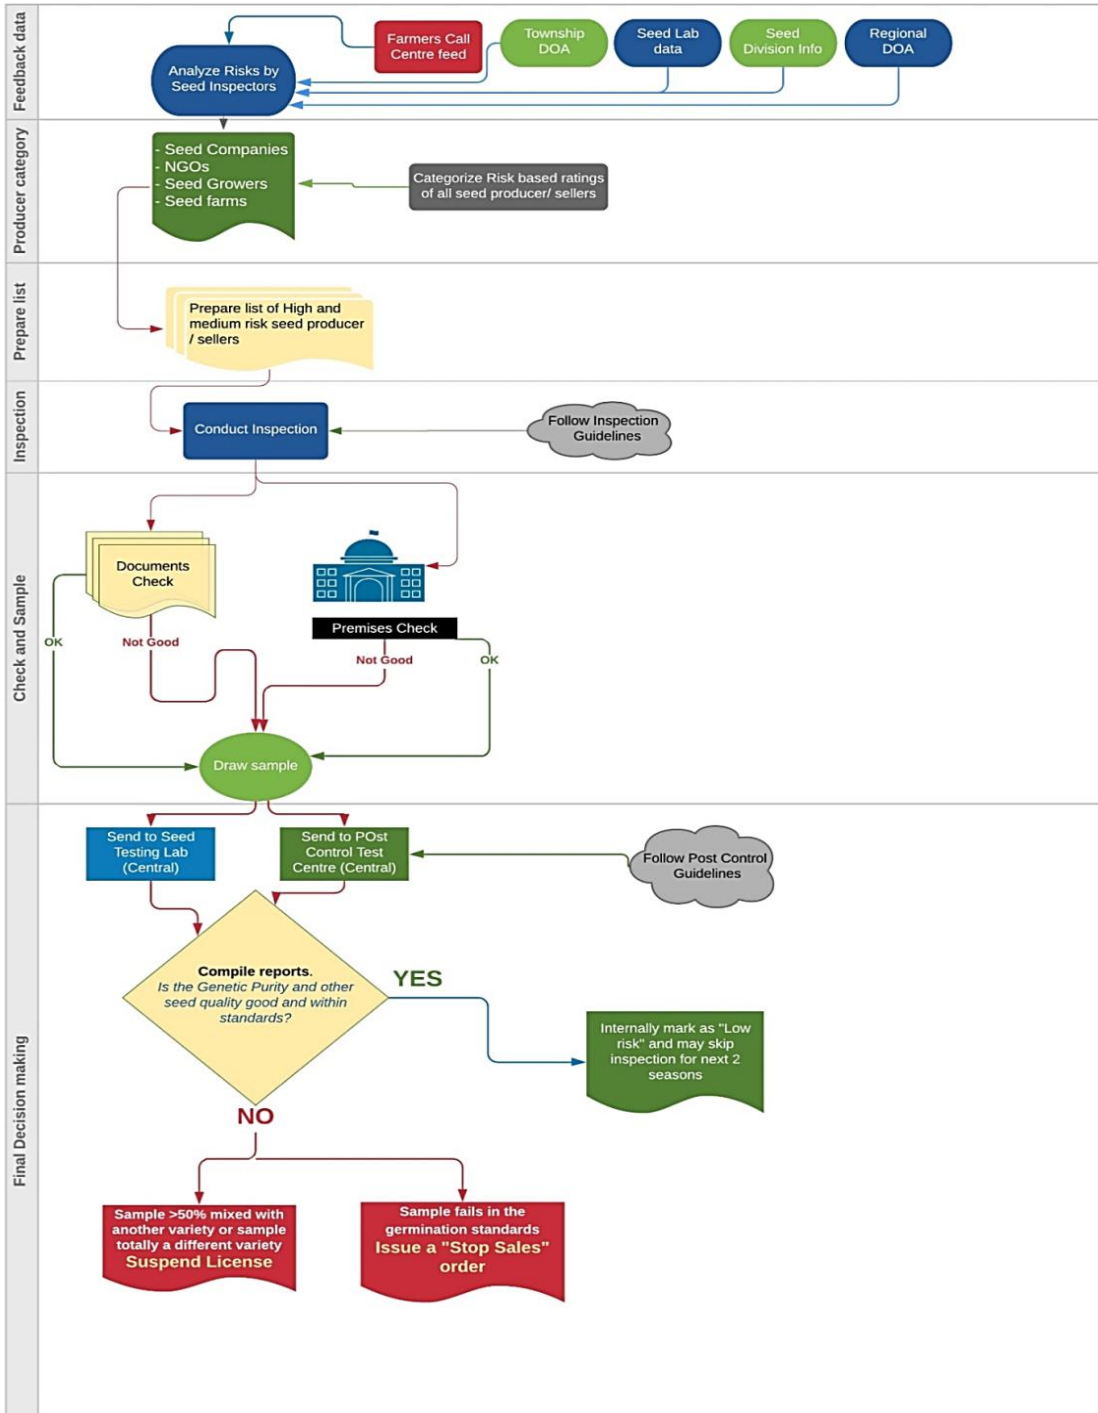 Feedback data
Farmers Call
Centre feed
Township
DOA
Seed Lab
data
Seed
Division Info
Regional
DOA
Analyze Risks by
Seed Inspectors
Producer category
- Seed Companies
- NGOs
- Seed Growers
- Seed farms
Categorize Risk based ratings
of all seed producer/ sellers
Prepare list
Prepare list of High and
medium risk seed producer
/ sellers
Inspection
Conduct Inspection
Follow Inspection
Guidelines
Check and Sample
Documents
Check
Premises Check
OK
Not Good
Not Good
OK
Draw sample
Final Decision making
Send to Seed
Testing Lab
(Central)
Send to POst
Control Test
Centre (Central)
Follow Post Control
Guidelines
Compile reports.
Is the Genetic Purity and other
seed quality good and within
standards?
YES
Internally mark as "Low
risk" and may skip
inspection for next 2
seasons
NO
Sample >50% mixed with
another variety or sample
totally a different variety
Suspend License
Sample fails in the
germination standards
Issue a "Stop Sales"
order